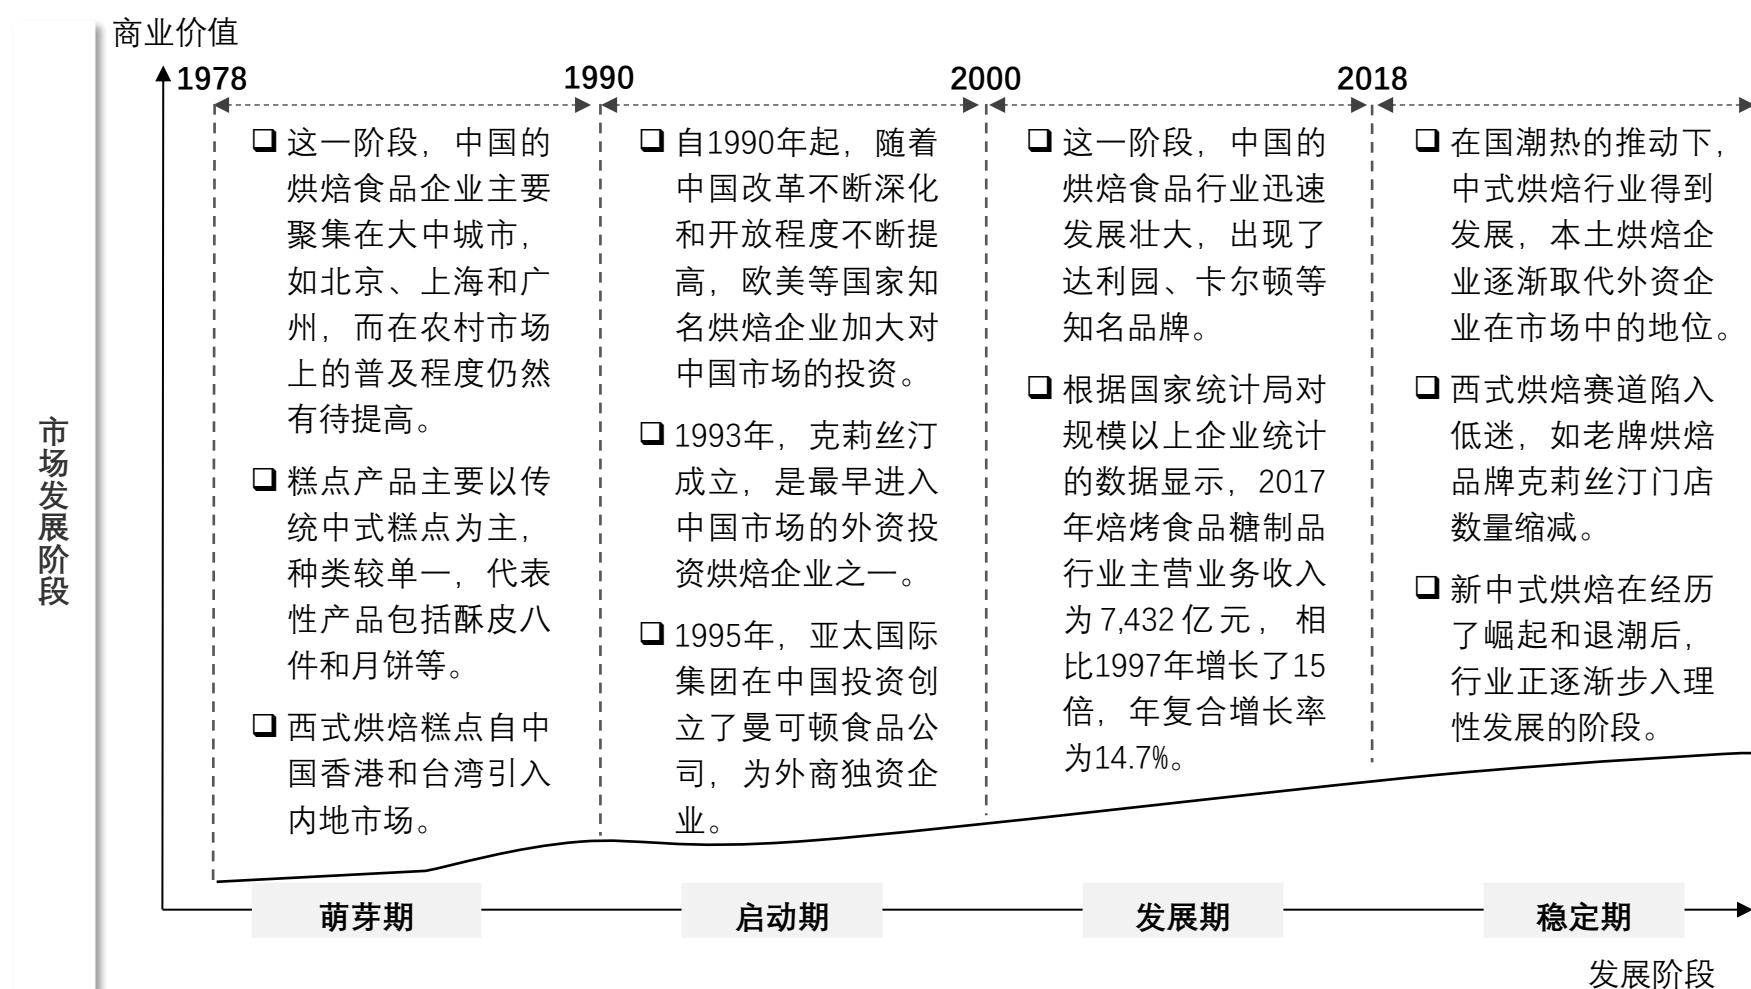 商业价值
1978
1990
2000
2018
市场发展阶段
❑ 这一阶段，中国的
烘焙食品企业主要
聚集在大中城市，
如北京、上海和广
州，而在农村市场
上的普及程度仍然
有待提高。
❑ 糕点产品主要以传
统中式糕点为主，
种类较单一，代表
性产品包括酥皮八
件和月饼等。
❑ 西式烘焙糕点自中
国香港和台湾引入
内地市场。
❑ 自1990年起，随着
中国改革不断深化
和开放程度不断提
高，欧美等国家知
名烘焙企业加大对
中国市场的投资。
❑ 1993年，克莉丝汀
成立，是最早进入
中国市场的外资投
资烘焙企业之一。
❑ 1995年，亚太国际
集团在中国投资创
立了曼可顿食品公
司，为外商独资企
业。
❑ 这一阶段，中国的
烘焙食品行业迅速
发展壮大，出现了
达利园、卡尔顿等
知名品牌。
❑ 根据国家统计局对
规模以上企业统计
的数据显示，2017
年焙烤食品糖制品
行业主营业务收入
为7,432亿元，相
比1997年增长了15
倍，年复合增长率
为14.7%。
❑ 在国潮热的推动下，
中式烘焙行业得到
发展，本土烘焙企
业逐渐取代外资企
业在市场中的地位。
❑ 西式烘焙赛道陷入
低迷，如老牌烘焙
品牌克莉丝汀门店
数量缩减。
❑ 新中式烘焙在经历
了崛起和退潮后，
行业正逐渐步入理
性发展的阶段。
萌芽期
启动期
发展期
稳定期
发展阶段